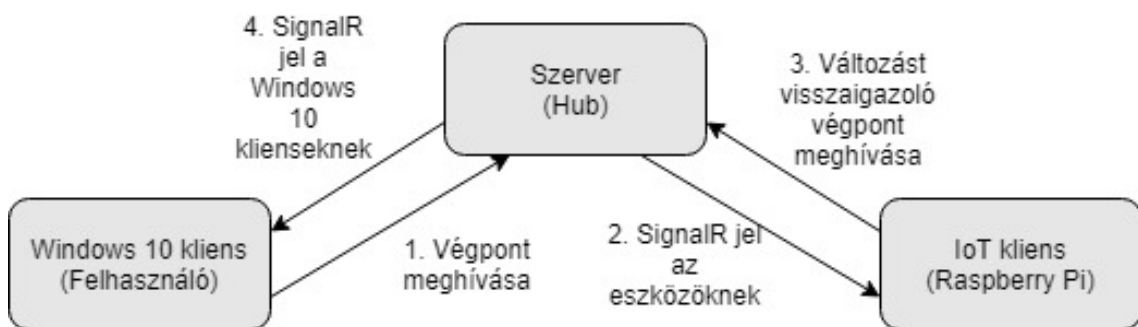 4. SignalR
jel a
Windows
10
klienseknek
Szerver
(Hub)
3. Változást
visszaigazoló
végpont
meghívása
Windows 10 kliens
(Felhasználó)
1. Végpont
meghívása
2. SignalR jel
az
eszközöknek
IoT kliens
(Raspberry Pi)